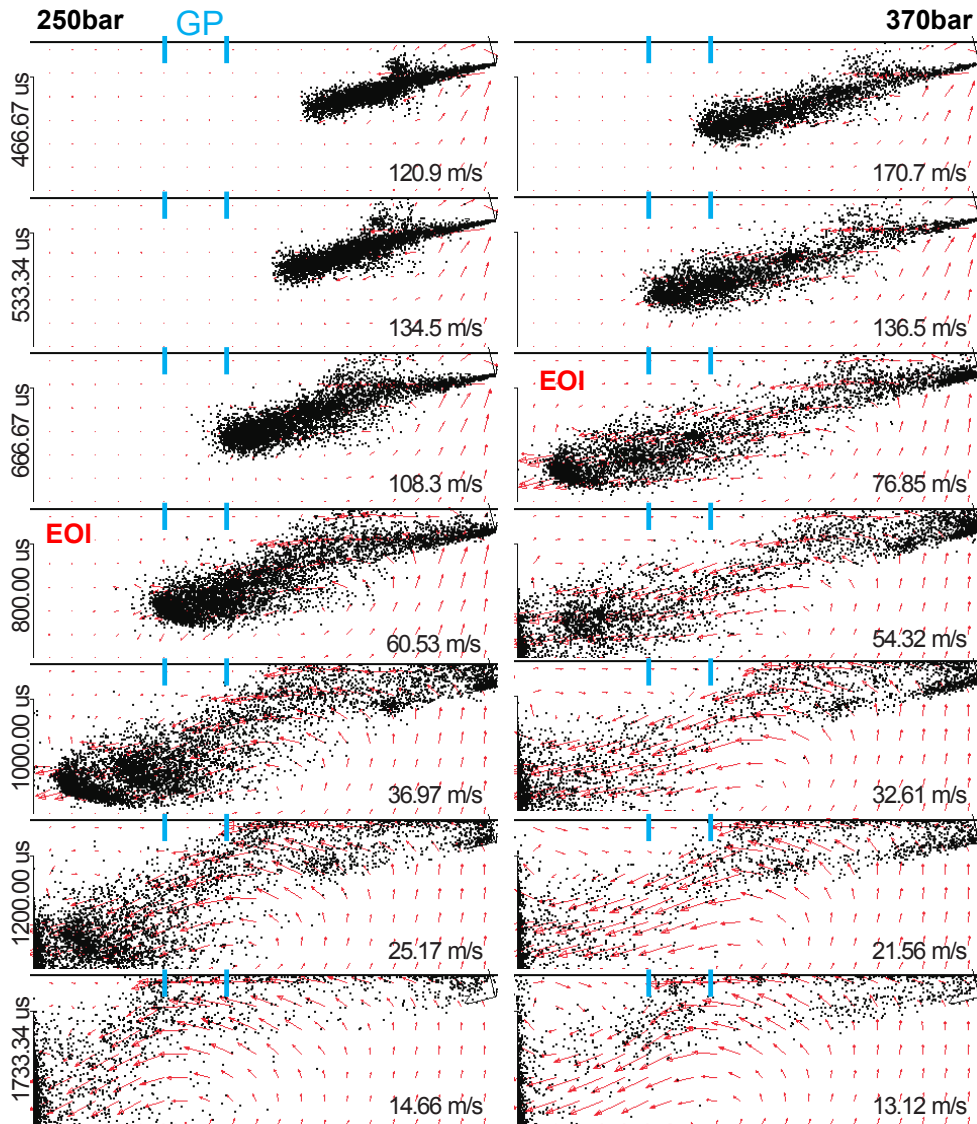 250bar GP 370bar
466.67 us
120.9 m/s 170.7 m/s
533.34 us
134.5 m/s 136.5 m/s
666.67 us
EOI
108.3 m/s 76.85 m/s
800.00 us
EOI
60.53 m/s 54.32 m/s
1000.00 us
36.97 m/s 32.61 m/s
1200.00 us
25.17 m/s 21.56 m/s
1733.34 us
14.66 m/s 13.12 m/s